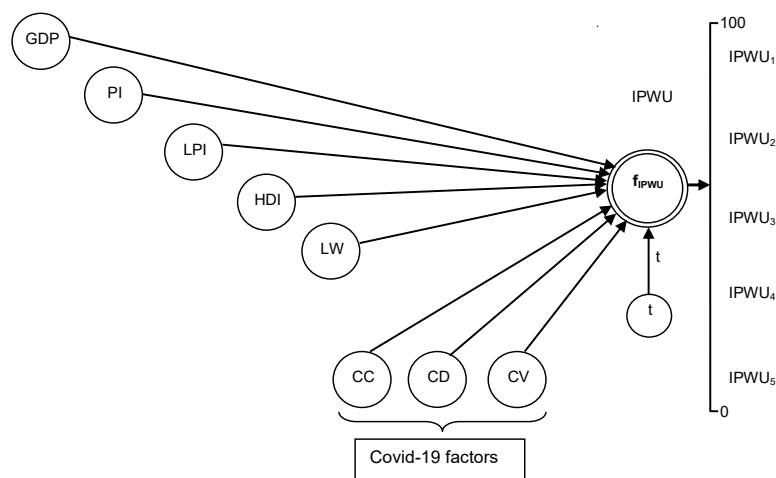 GDP
PI
LPI
HDI
LW
CC
CD
CV
Covid-19 factors
t
t
IPWU
f_IPWU
100
IPWU₁
IPWU₂
IPWU₃
IPWU₄
IPWU₅
0